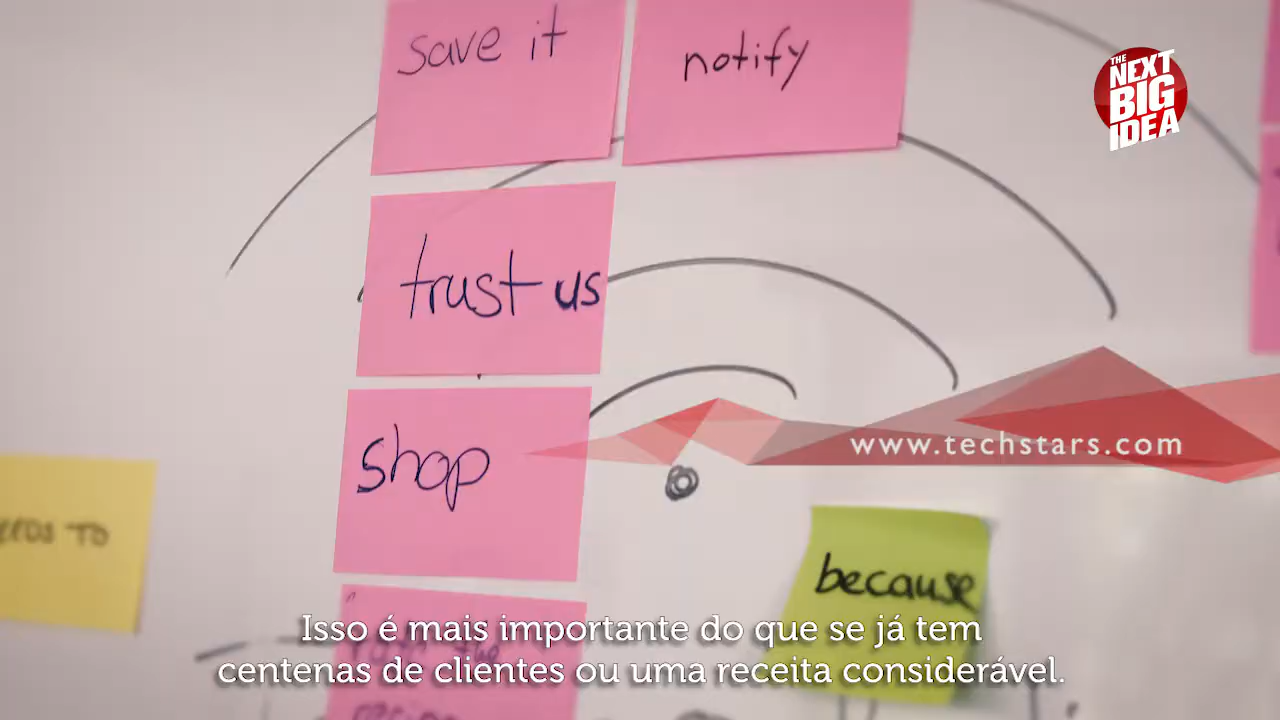 save it
notify
THE
NEXT
BIG
IDEA
trust us
www.techstars.com
shop
TO
because
Isso é mais importante do que se já tem
centenas de clientes ou uma receita considerável.